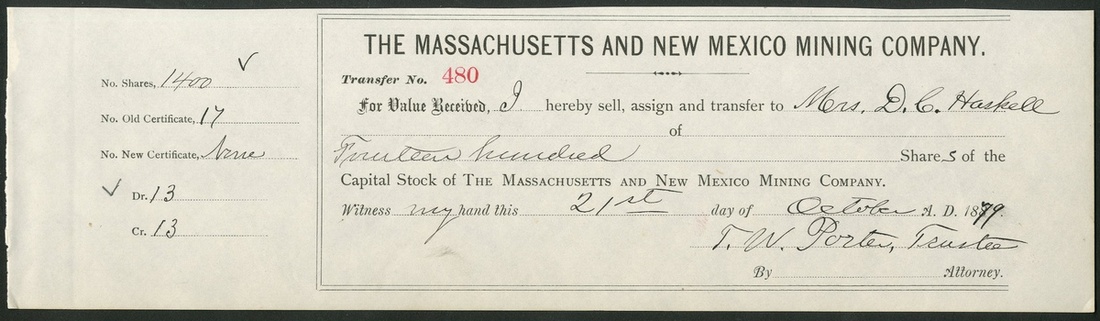 No. Shares, 1400
No. Old Certificate, 17
No. New Certificate, None
Dr. 13
Cr. 13
THE MASSACHUSETTS AND NEW MEXICO MINING COMPANY.
Transfer No. 480
For Value Received, I hereby sell, assign and transfer to Mrs. D. C. Haskell
of
Fourteen hundred Shares of the
Capital Stock of THE MASSACHUSETTS AND NEW MEXICO MINING COMPANY.
Witness my hand this 21st day of October A. D. 1879.
T. W. Porter, Trustee
By Attorney.